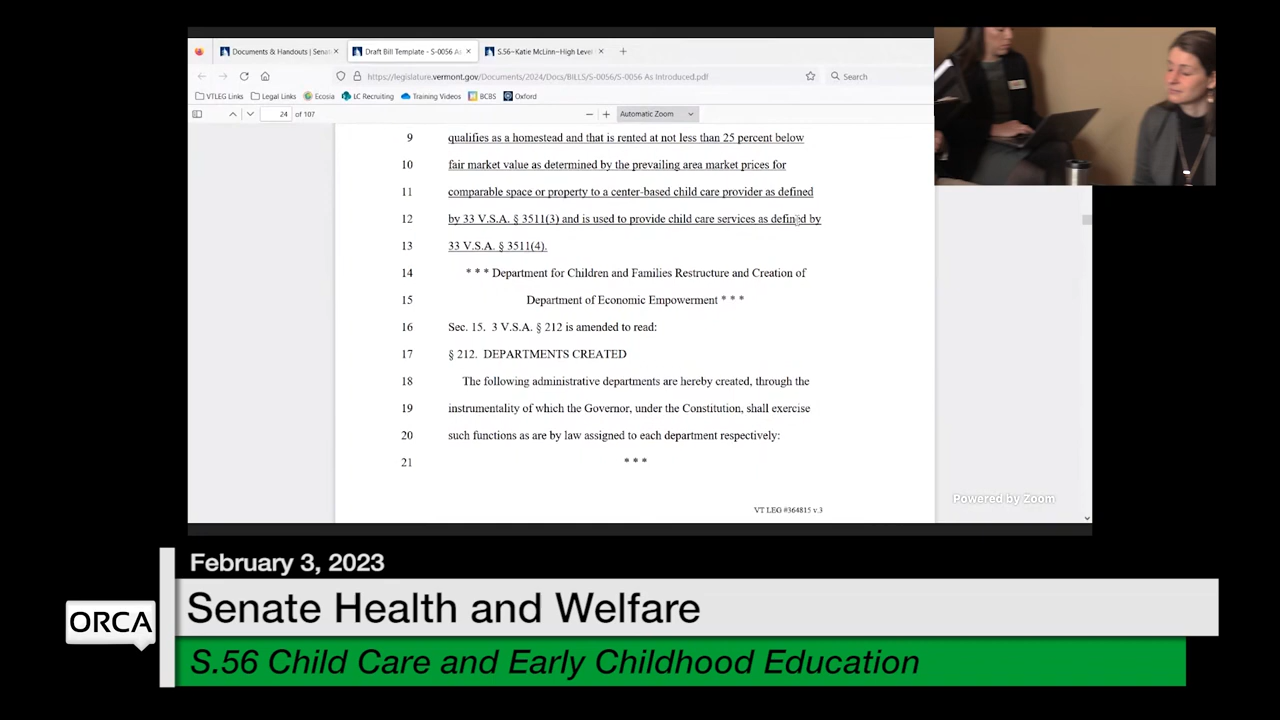 Documents & Handouts | Senat
Draft Bill Template - S-0056 As
S.56~Katie McLinn~High Level
https://legislature.vermont.gov/Documents/2024/Docs/BILLS/S-0056/S-0056 As Introduced.pdf
Search
VTLEG Links
Legal Links
Ecosia
LC Recruiting
Training Videos
BCBS
Oxford
24 of 107
Automatic Zoom
9 qualifies as a homestead and that is rented at not less than 25 percent below
10 fair market value as determined by the prevailing area market prices for
11 comparable space or property to a center-based child care provider as defined
12 by 33 V.S.A. § 3511(3) and is used to provide child care services as defined by
13 33 V.S.A. § 3511(4).
14 * * * Department for Children and Families Restructure and Creation of
15 Department of Economic Empowerment * * *
16 Sec. 15. 3 V.S.A. § 212 is amended to read:
17 § 212. DEPARTMENTS CREATED
18 The following administrative departments are hereby created, through the
19 instrumentality of which the Governor, under the Constitution, shall exercise
20 such functions as are by law assigned to each department respectively:
21 * * *
VT LEG #364815 v.3
Powered by Zoom
February 3, 2023
ORCA
Senate Health and Welfare
S.56 Child Care and Early Childhood Education